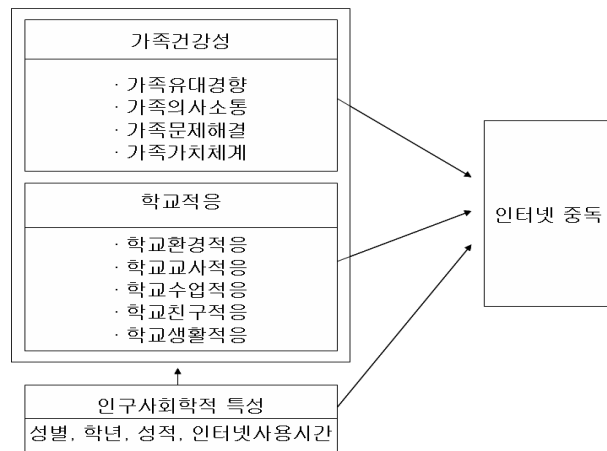 가족건강성
· 가족유대경향
· 가족의사소통
· 가족문제해결
· 가족가치체계
학교적응
· 학교환경적응
· 학교교사적응
· 학교수업적응
· 학교친구적응
· 학교생활적응
인터넷 중독
인구사회학적 특성
성별, 학년, 성적, 인터넷사용시간